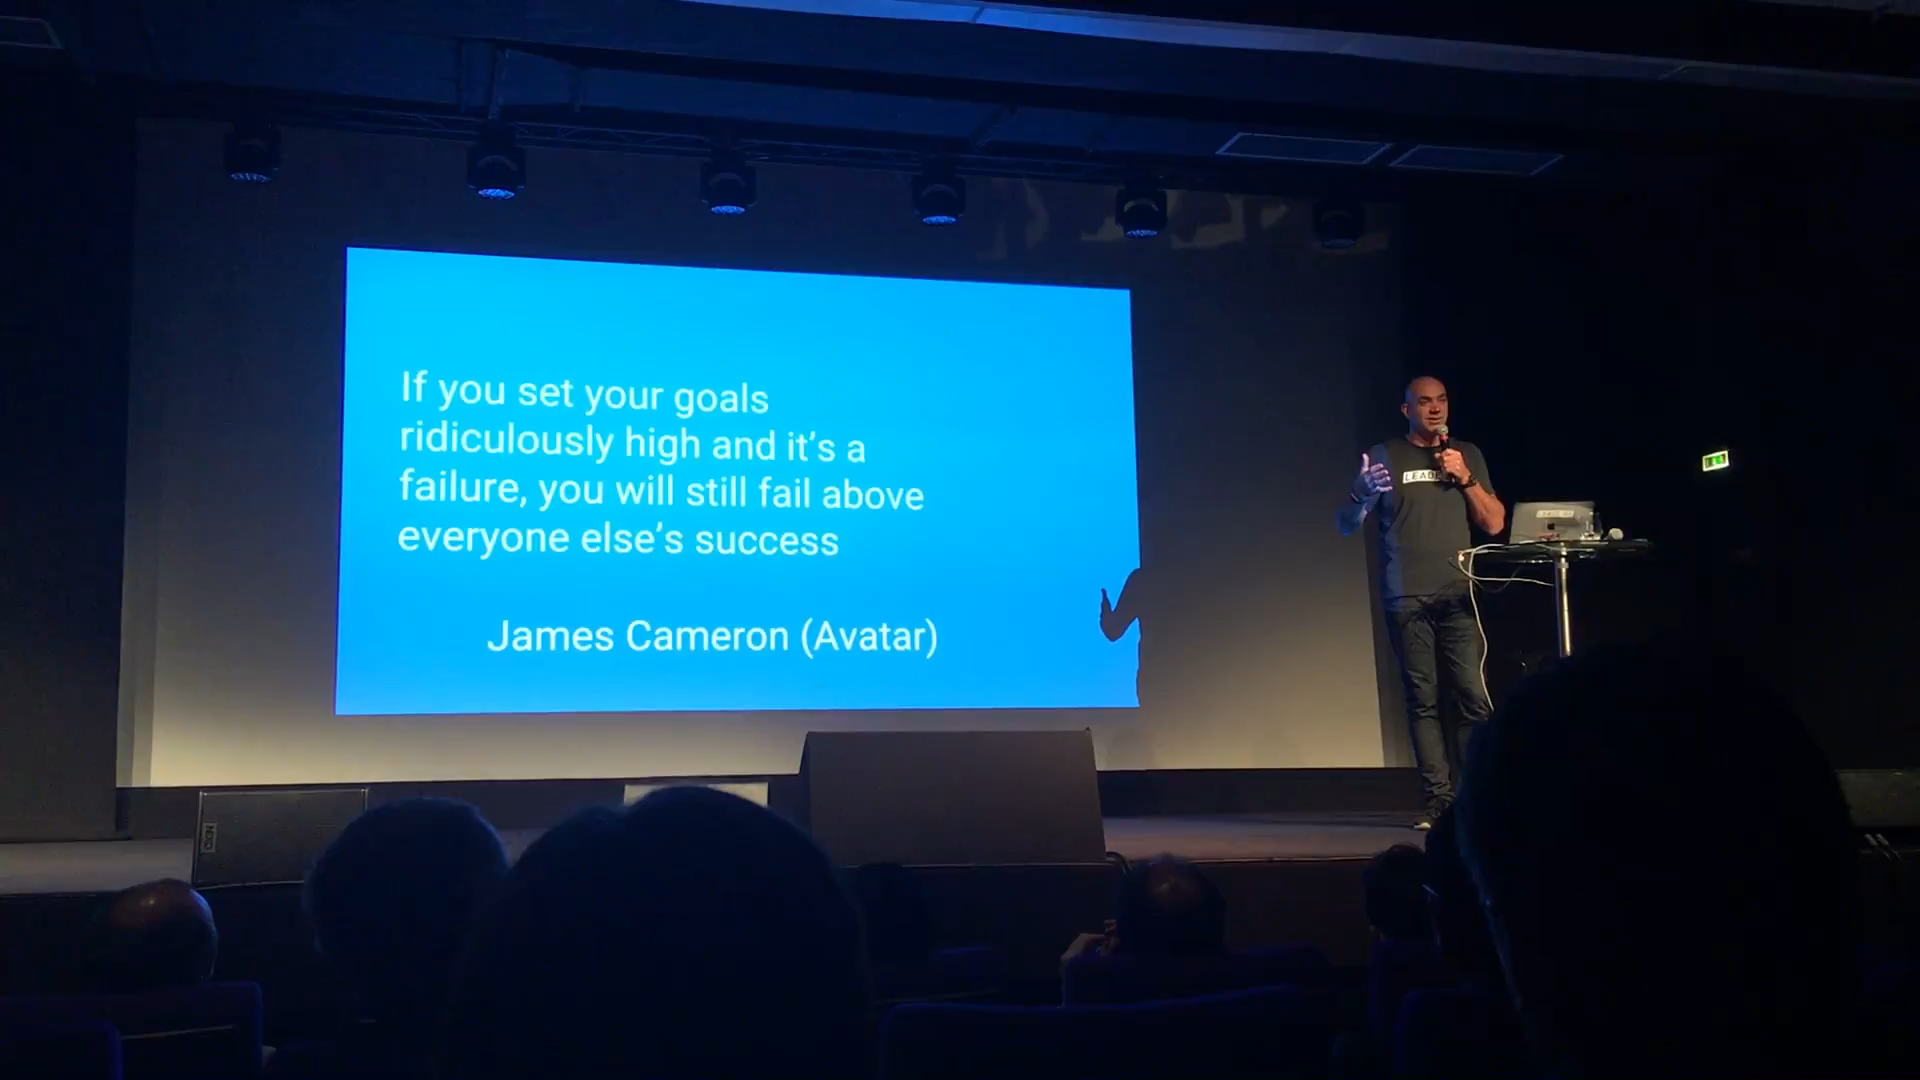 If you set your goals
ridiculously high and it's a
failure, you will still fail above
everyone else's success
James Cameron (Avatar)
NEXO